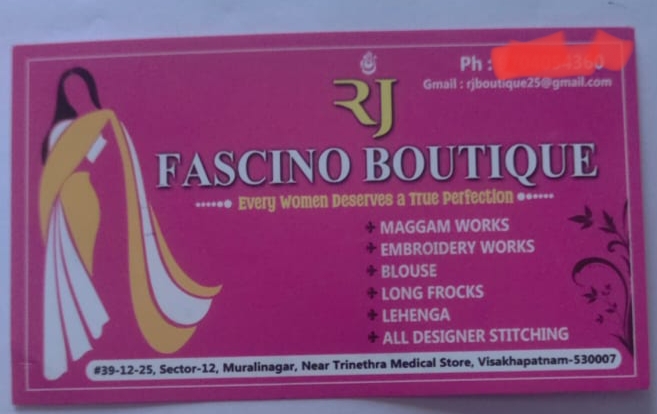 Ph :
Gmail : rjboutique25@gmail.com
RJ
FASCINO BOUTIQUE
Every Women Deserves a True Perfection
MAGGAM WORKS
EMBROIDERY WORKS
BLOUSE
LONG FROCKS
LEHENGA
ALL DESIGNER STITCHING
#39-12-25, Sector-12, Muralinagar, Near Trinethra Medical Store, Visakhapatnam-530007